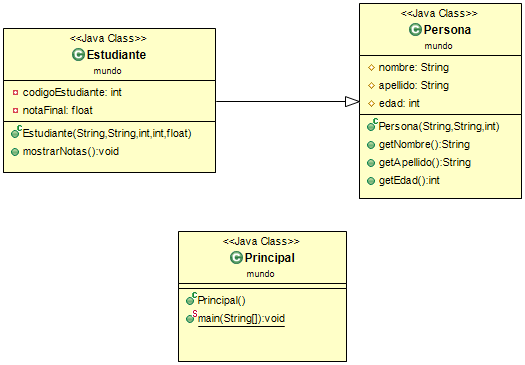 <<Java Class>>
Estudiante
mundo
codigoEstudiante: int
notaFinal: float
Estudiante(String,String,int,int,float)
mostrarNotas():void
<<Java Class>>
Persona
mundo
nombre: String
apellido: String
edad: int
Persona(String,String,int)
getNombre():String
getApellido():String
getEdad():int
<<Java Class>>
Principal
mundo
Principal()
main(String[]):void